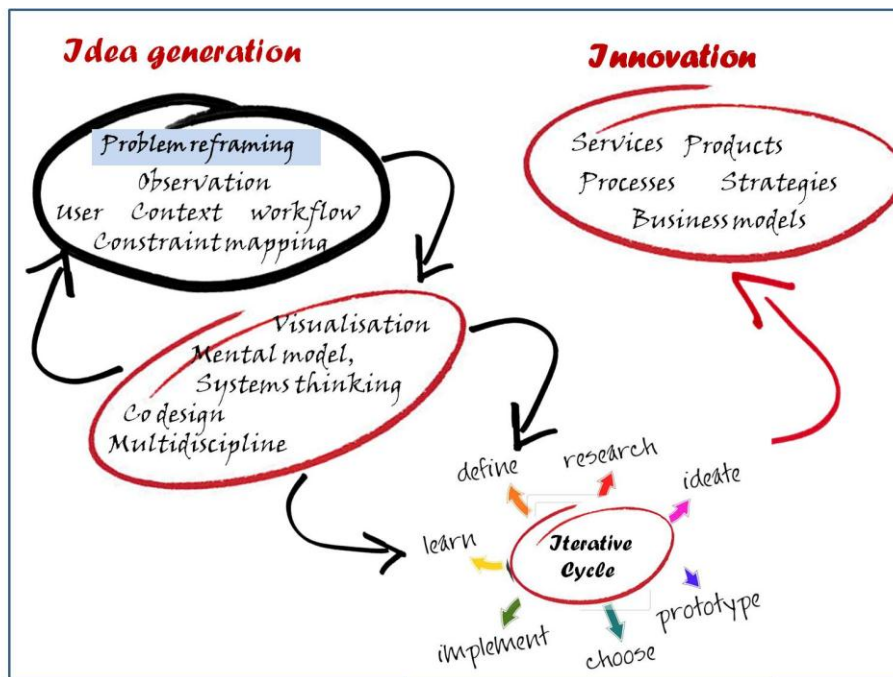 Idea generation
Innovation
Problem reframing
Observation
User Context workflow
Constraint mapping
Services Products
Processes Strategies
Business models
Visualisation
Mental model,
Systems thinking
Co design
Multidiscipline
define
research
ideate
learn
Iterative
Cycle
prototype
implement
choose